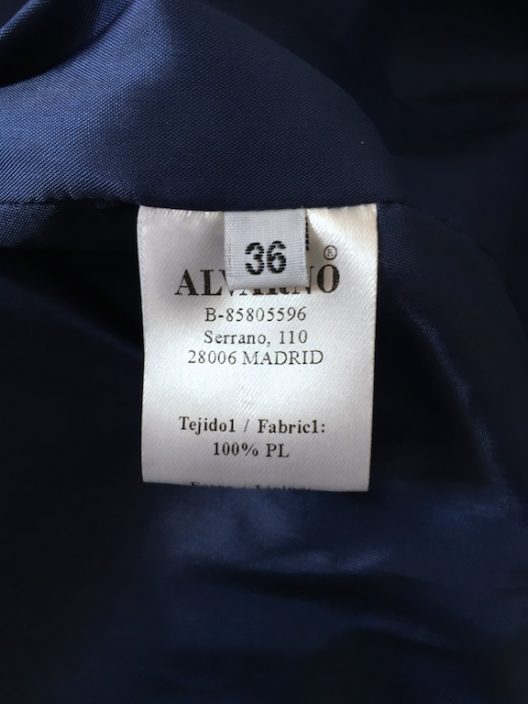 36
ALVARNO®
B-85805596
Serrano, 110
28006 MADRID
Tejido1 / Fabric1:
100% PL